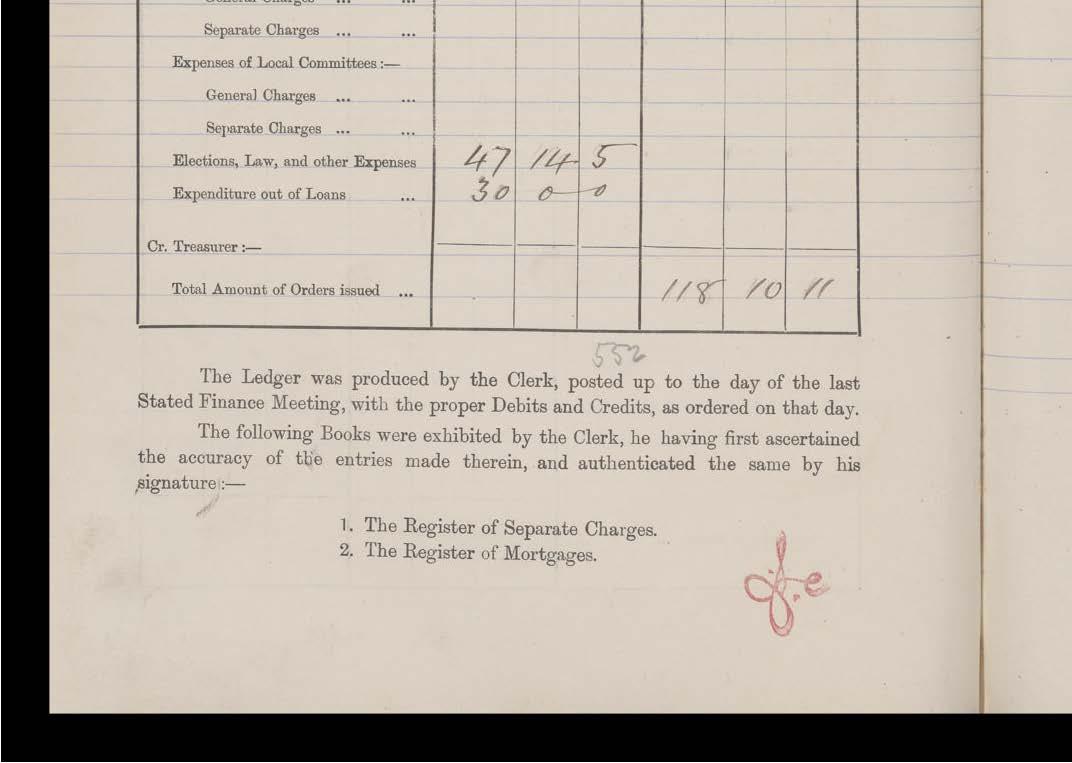 Separate Charges ... ...
Expenses of Local Committees:—
General Charges ... ...
Separate Charges ... ...
Elections, Law, and other Expenses 47 14 5
Expenditure out of Loans ... 30 0 0
Cr. Treasurer:—
Total Amount of Orders issued ... 118 10 11
552
The Ledger was produced by the Clerk, posted up to the day of the last
Stated Finance Meeting, with the proper Debits and Credits, as ordered on that day.
The following Books were exhibited by the Clerk, he having first ascertained
the accuracy of the entries made therein, and authenticated the same by his
signature:—
1. The Register of Separate Charges.
2. The Register of Mortgages.